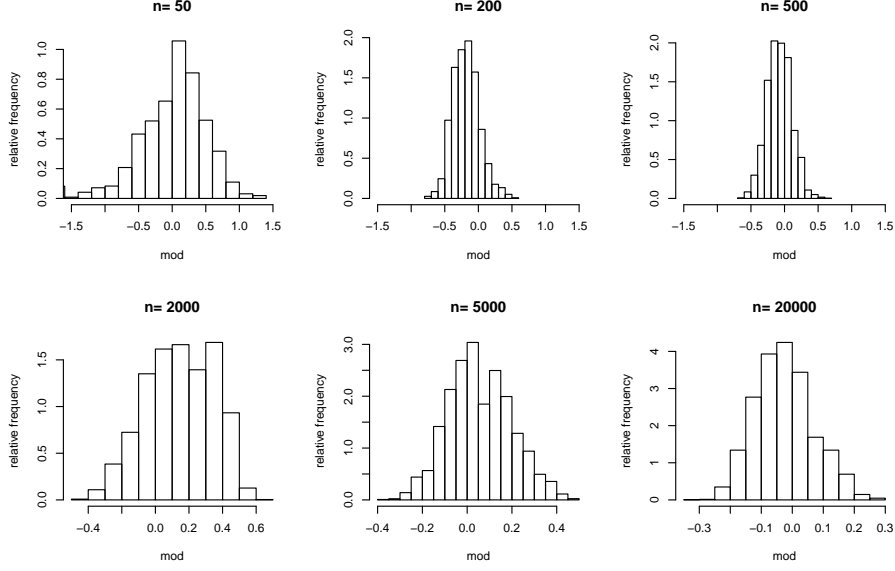 n= 50
relative frequency
0.0 0.2 0.4 0.6 0.8 1.0
−1.5 −0.5 0.0 0.5 1.0 1.5
mod
n= 200
relative frequency
0.0 0.5 1.0 1.5 2.0
−1.5 −0.5 0.0 0.5 1.0 1.5
mod
n= 500
relative frequency
0.0 0.5 1.0 1.5 2.0
−1.5 −0.5 0.0 0.5 1.0 1.5
mod
n= 2000
relative frequency
0.0 0.5 1.0 1.5
−0.4 0.0 0.2 0.4 0.6
mod
n= 5000
relative frequency
0.0 1.0 2.0 3.0
−0.4 −0.2 0.0 0.2 0.4
mod
n= 20000
relative frequency
0 1 2 3 4
−0.3 −0.1 0.0 0.1 0.2 0.3
mod